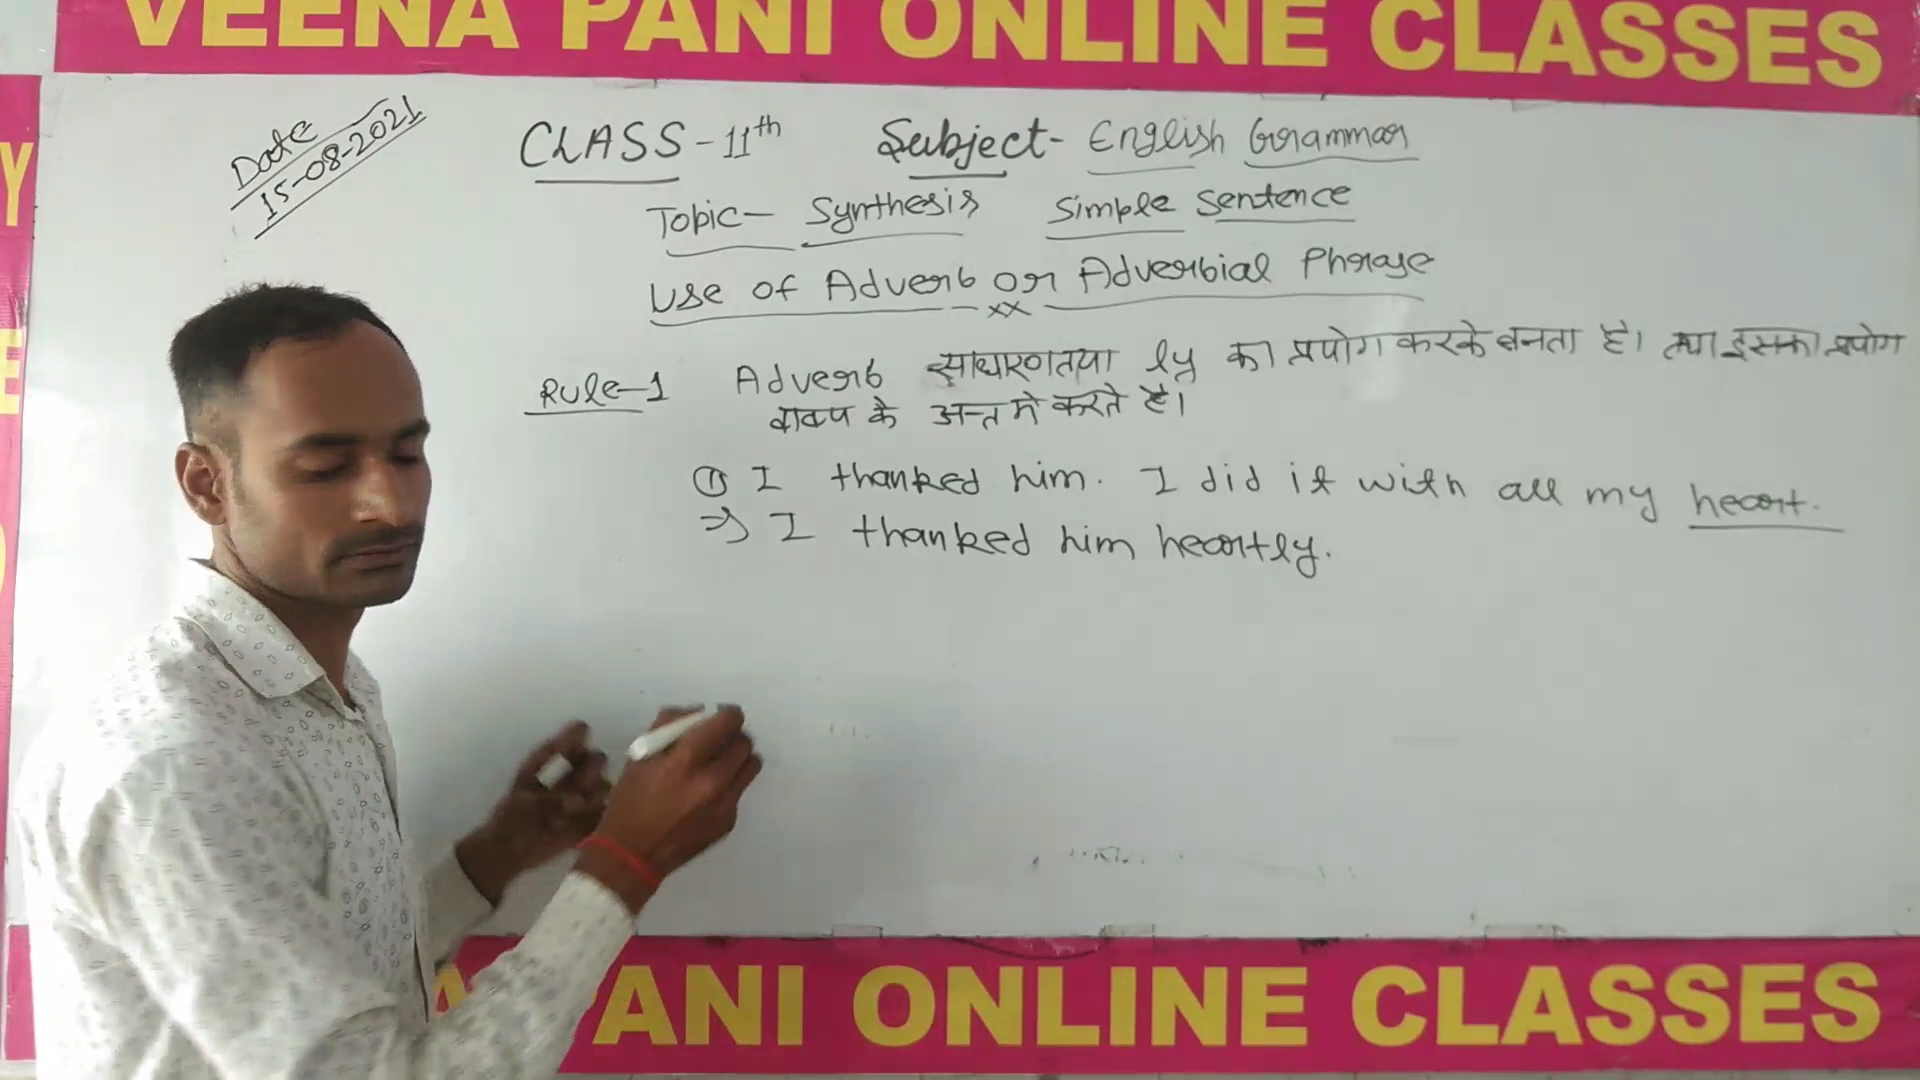 VEENA PANI ONLINE CLASSES
Date
15-08-2021
CLASS - 11th Subject - English Grammar
Topic - Synthesis Simple Sentence
Use of Adverb or Adverbial Phrase
xx
Rule-1 Adverb साधारणतया ly का प्रयोग करके बनता है। तथा इसका प्रयोग
वाक्य के अन्त मे करते है।
① I thanked him. I did it with all my heart.
⇒ I thanked him heartly.
PANI ONLINE CLASSES